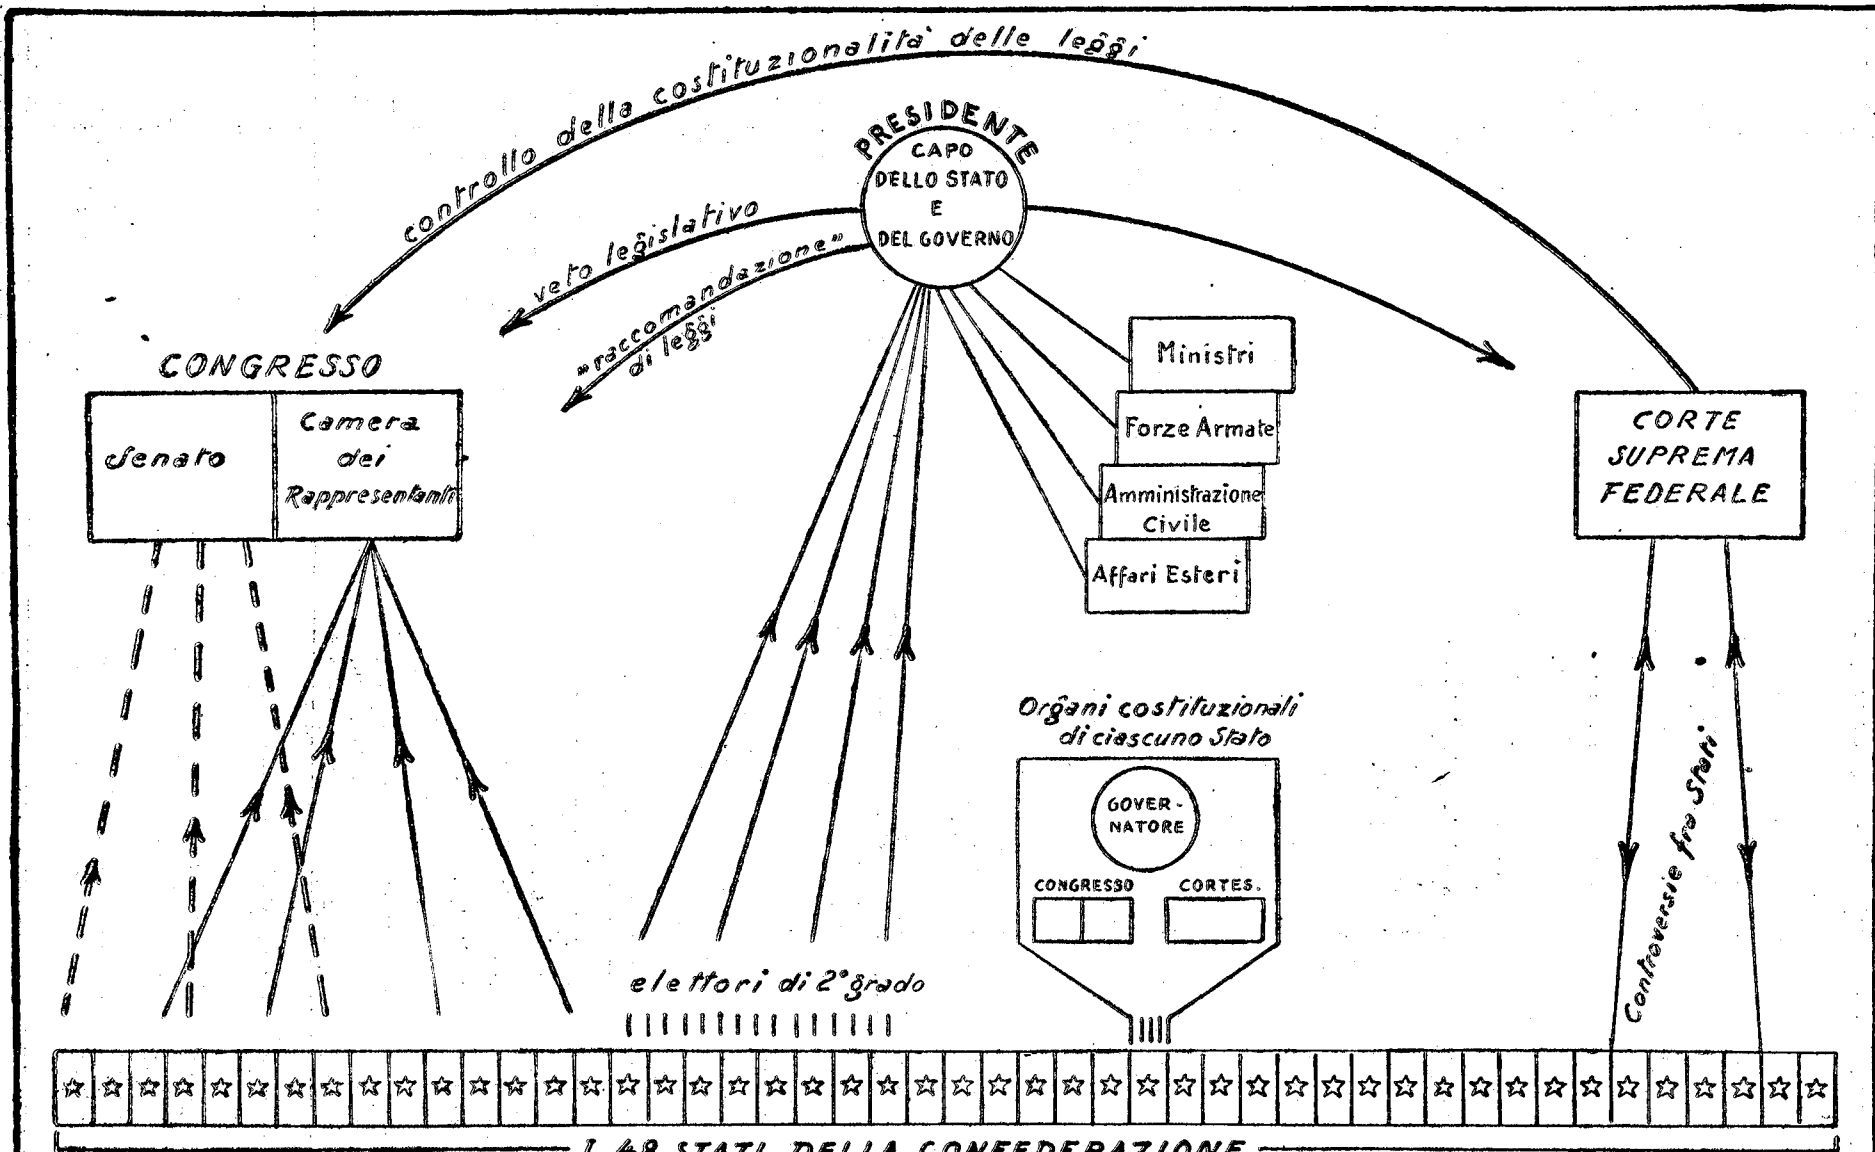 controllo della costituzionalità delle leggi
PRESIDENTE
CAPO
DELLO STATO
E
DEL GOVERNO
veto legislativo
"raccomandazione"
di leggi
CONGRESSO
Senato
Camera
dei
Rappresentanti
Ministri
Forze Armate
Amministrazione
Civile
Affari Esteri
CORTE
SUPREMA
FEDERALE
Organi costituzionali
di ciascuno Stato
GOVER-
NATORE
CONGRESSO
CORTES.
Controversie fra Stati
elettori di 2° grado
I 48 STATI DELLA CONFEDERAZIONE